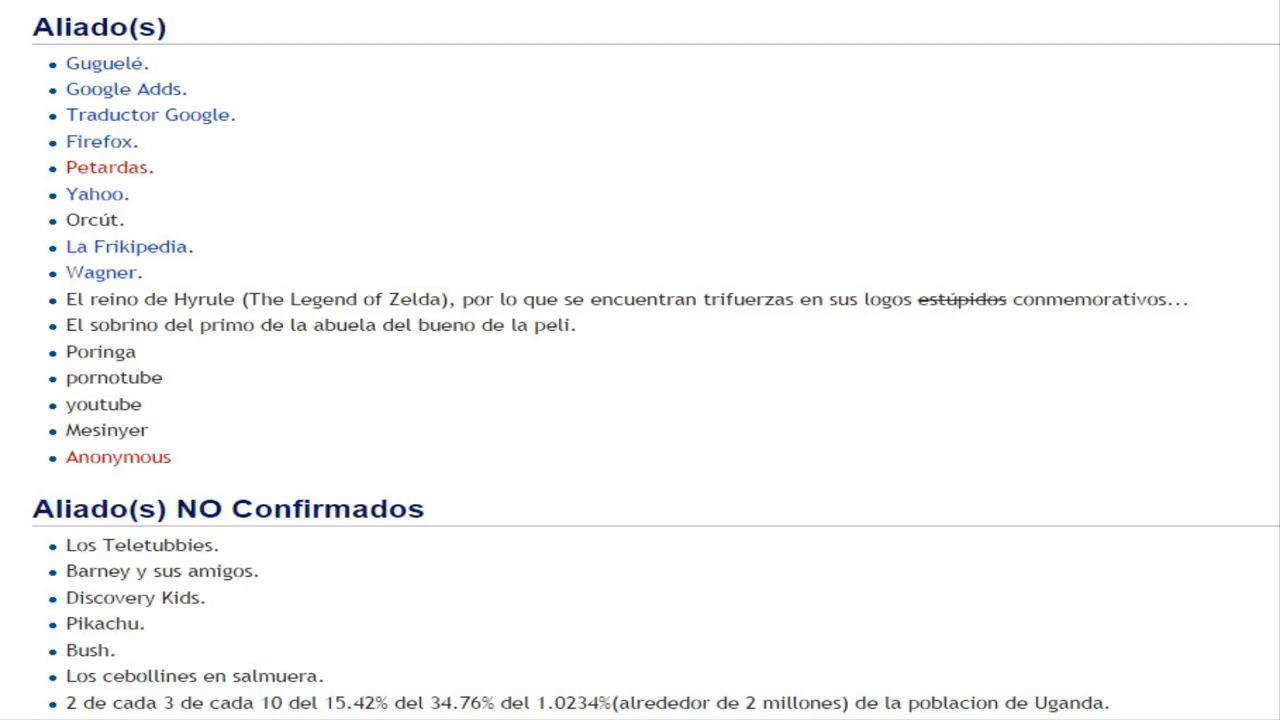 Aliado(s)
Guguelé.
Google Adds.
Traductor Google.
Firefox.
Petardas.
Yahoo.
Orcút.
La Frikipedia.
Wagner.
El reino de Hyrule (The Legend of Zelda), por lo que se encuentran trifuerzas en sus logos estúpidos conmemorativos...
El sobrino del primo de la abuela del bueno de la peli.
Poringa
pornotube
youtube
Mesinyer
Anonymous
Aliado(s) NO Confirmados
Los Teletubbies.
Barney y sus amigos.
Discovery Kids.
Pikachu.
Bush.
Los cebollines en salmuera.
2 de cada 3 de cada 10 del 15.42% del 34.76% del 1.0234%(alrededor de 2 millones) de la poblacion de Uganda.